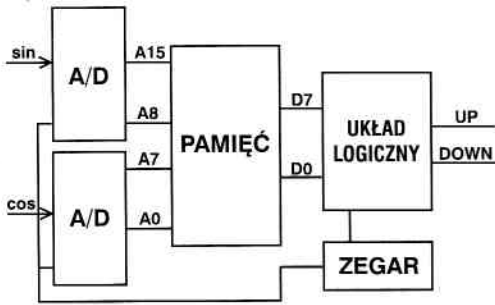 sin
A/D
A15
A8
cos
A/D
A7
A0
PAMIĘĆ
D7
D0
UKŁAD
LOGICZNY
UP
DOWN
ZEGAR